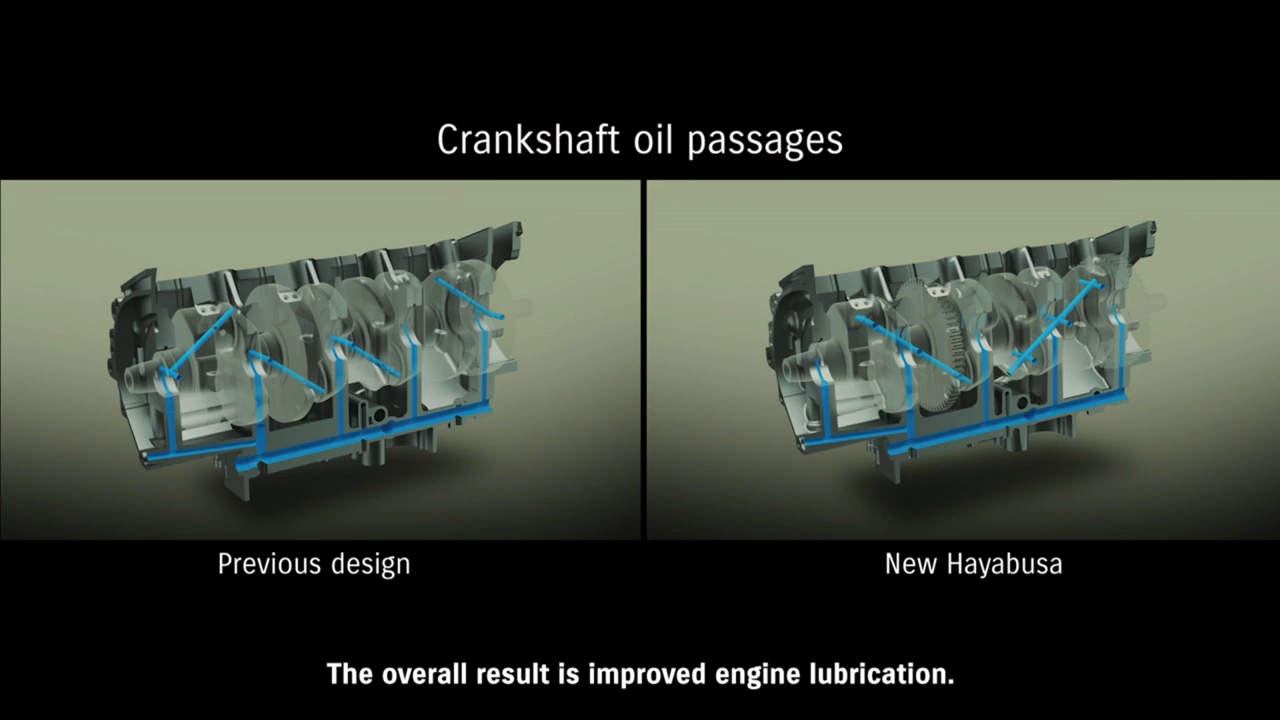 Crankshaft oil passages
Previous design
New Hayabusa
The overall result is improved engine lubrication.